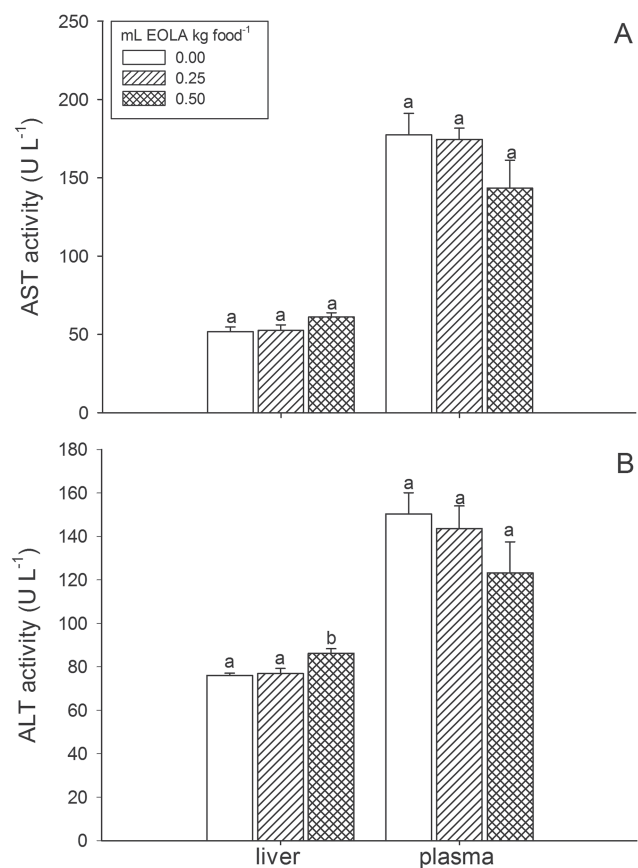 mL EOLA kg food⁻¹
0.00
0.25
0.50
A
AST activity (U L⁻¹)
250
200
150
100
50
0
a
a
a
a
a
a
B
ALT activity (U L⁻¹)
180
160
140
120
100
80
60
40
20
0
a
a
b
a
a
a
liver
plasma